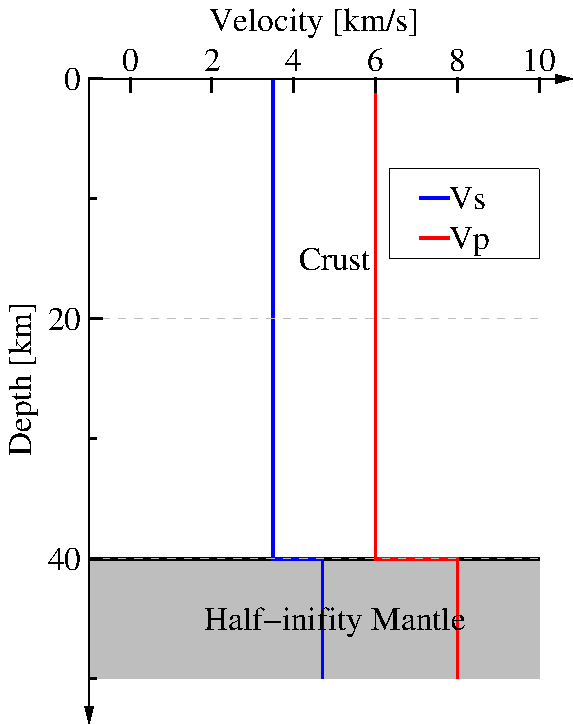 Velocity [km/s]
0 2 4 6 8 10
0
Vs
Vp
Crust
20
Depth [km]
40
Half-inifity Mantle